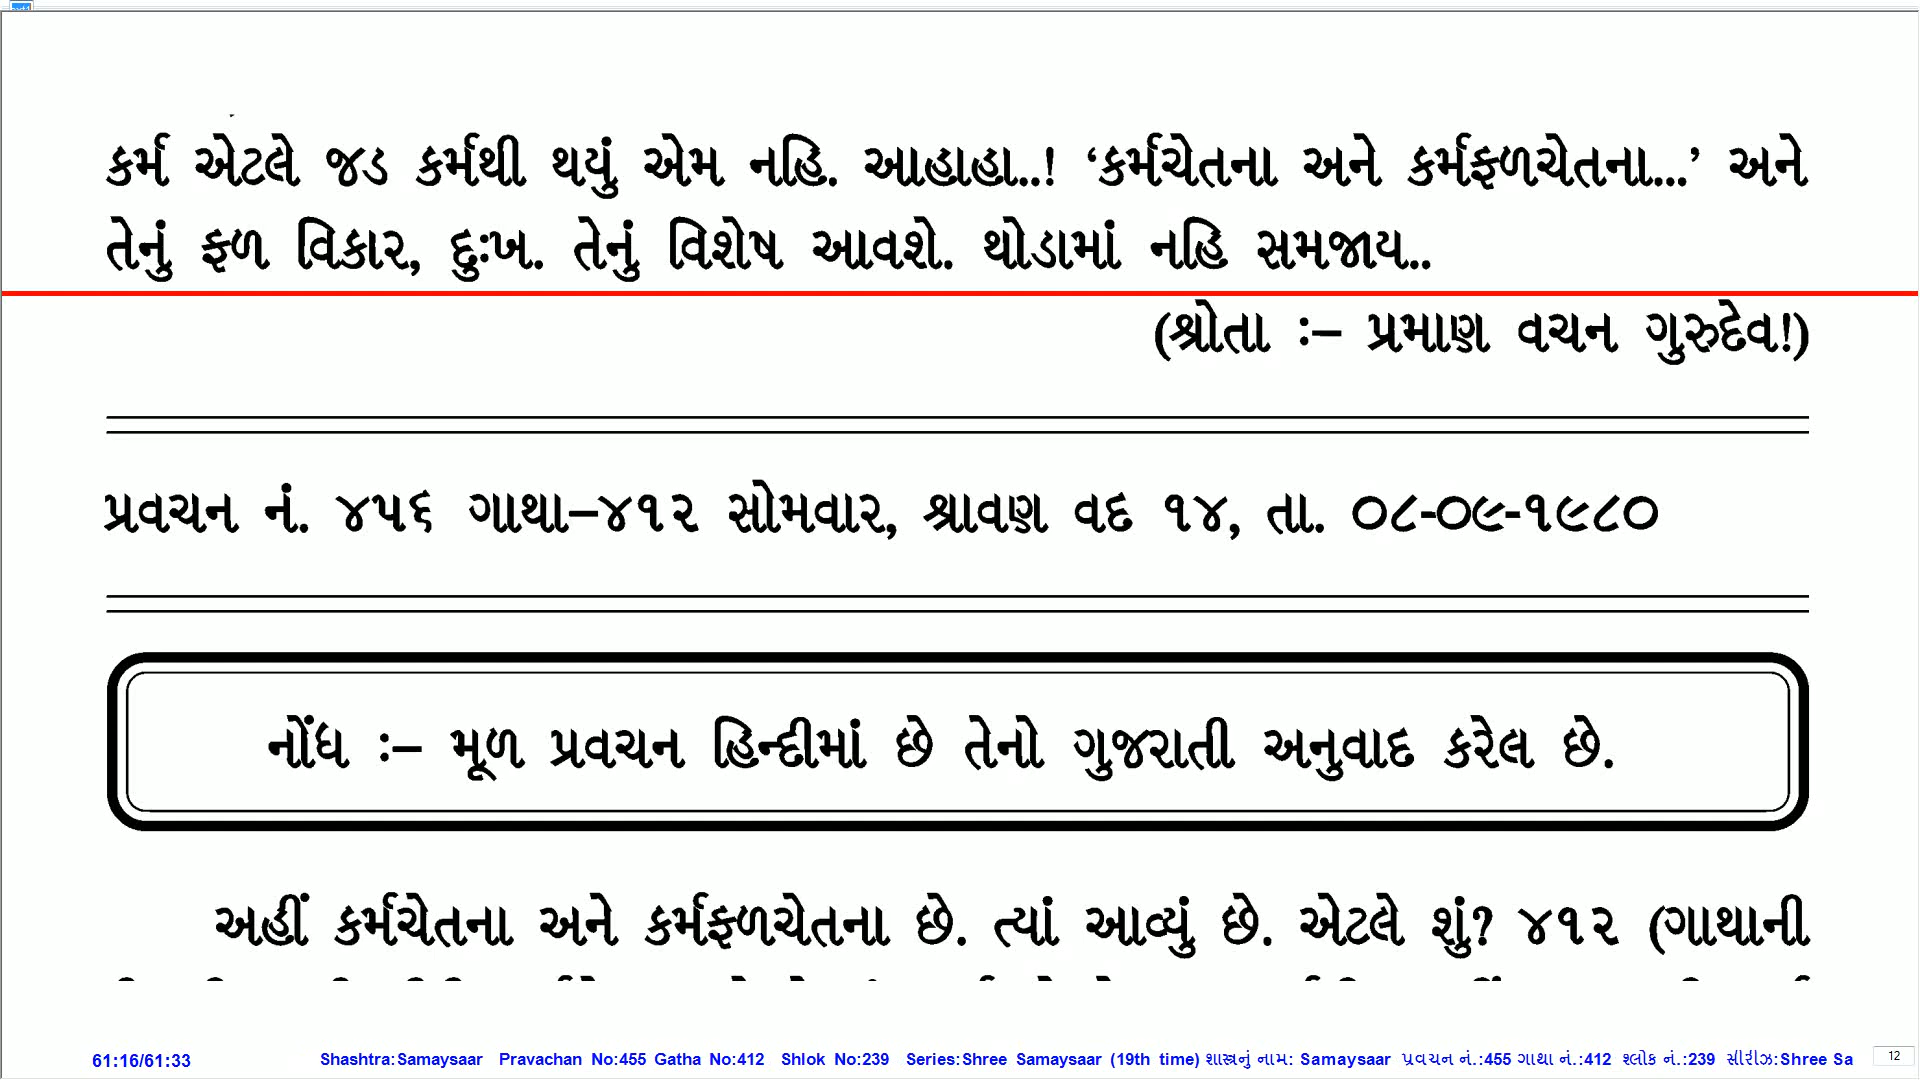 કર્મ એટલે જડ કર્મથી થયું એમ નહિ. આહાહા..! ‘કર્મચેતના અને કર્મફળચેતના...’ અને
તેનું ફળ વિકાર, દુઃખ. તેનું વિશેષ આવશે. થોડામાં નહિ સમજાય..
(શ્રોતા ઃ– પ્રમાણ વચન ગુરુદેવ!)
પ્રવચન નં. ૪૫૬ ગાથા–૪૧૨ સોમવાર, શ્રાવણ વદ ૧૪, તા. ૦૮-૦૯-૧૯૮૦
નોંધ ઃ– મૂળ પ્રવચન હિન્દીમાં છે તેનો ગુજરાતી અનુવાદ કરેલ છે.
અહીં કર્મચેતના અને કર્મફળચેતના છે. ત્યાં આવ્યું છે. એટલે શું? ૪૧૨ (ગાથાની
61:16/61:33
Shashtra:Samaysaar Pravachan No:455 Gatha No:412 Shlok No:239 Series:Shree Samaysaar (19th time) શાસ્ત્રનું નામ: Samaysaar પ્રવચન નં.:455 ગાથા નં.:412 શ્લોક નં.:239 સીરીઝ:Shree Sa
12